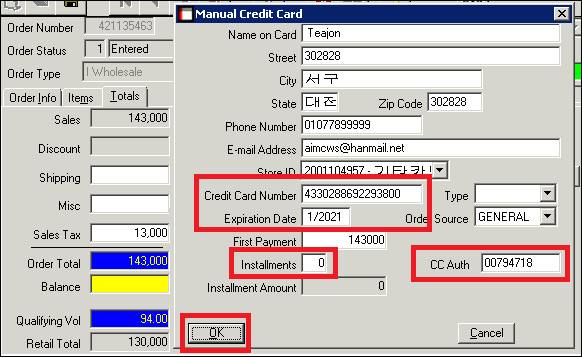 Order Number 421135463
Order Status 1 Entered
Order Type I Wholesale
Order Info Items Totals
Sales 143,000
Discount
Shipping
Misc
Sales Tax 13,000
Order Total 143,000
Balance
Qualifying Vol 94.00
Retail Total 130,000
Manual Credit Card
Name on Card Teajon
Street 302828
City 서구
State 대전 Zip Code 302828
Phone Number 01077899999
E-mail Address aimcws@hanmail.net
Store ID 2001104957 - 기타
Credit Card Number 4330288692293800 Type
Expiration Date 1/2021 Order Source GENERAL
First Payment 143000
Installments 0 CC Auth 00794718
Installment Amount 0
OK Cancel